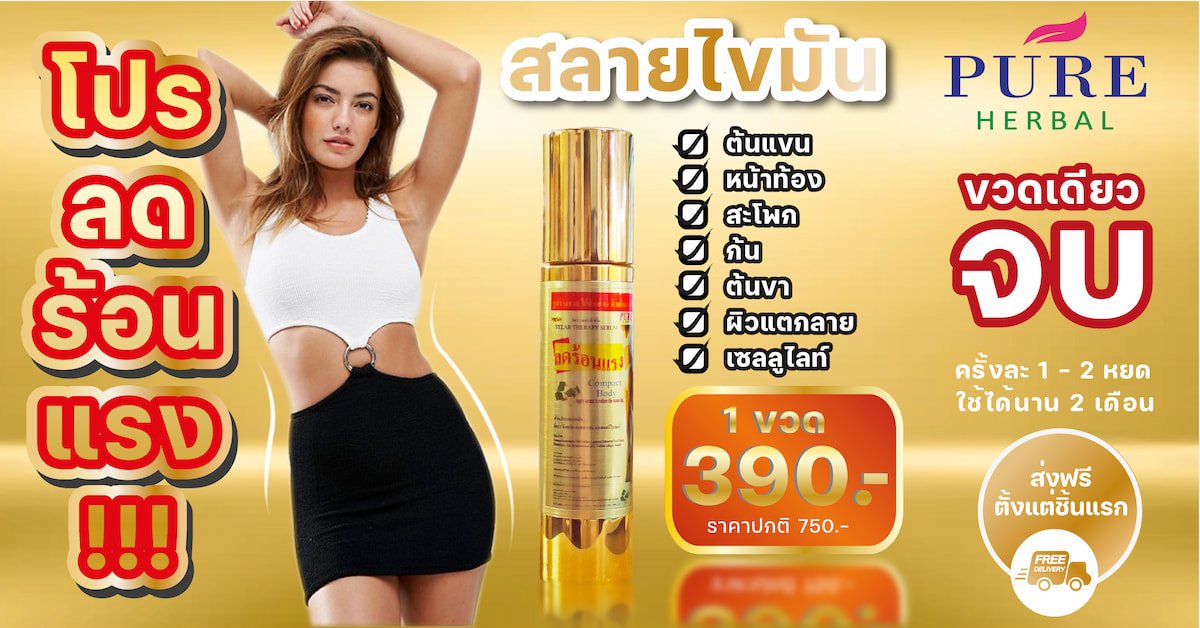 โปร
ลด
ร้อน
แรง
!!!
สลายไขมัน
ต้นแขน
หน้าท้อง
สะโพก
ก้น
ต้นขา
ผิวแตกลาย
เซลลูไลท์
1 ขวด
390.-
ราคาปกติ 750.-
PURE
HERBAL
ขวดเดียว
จบ
ครั้งละ 1 - 2 หยด
ใช้ได้นาน 2 เดือน
ส่งฟรี
ตั้งแต่ชิ้นแรก
FREE
DELIVERY
THERAPY SERUM
ลดร้อนแรง
Compact
Body